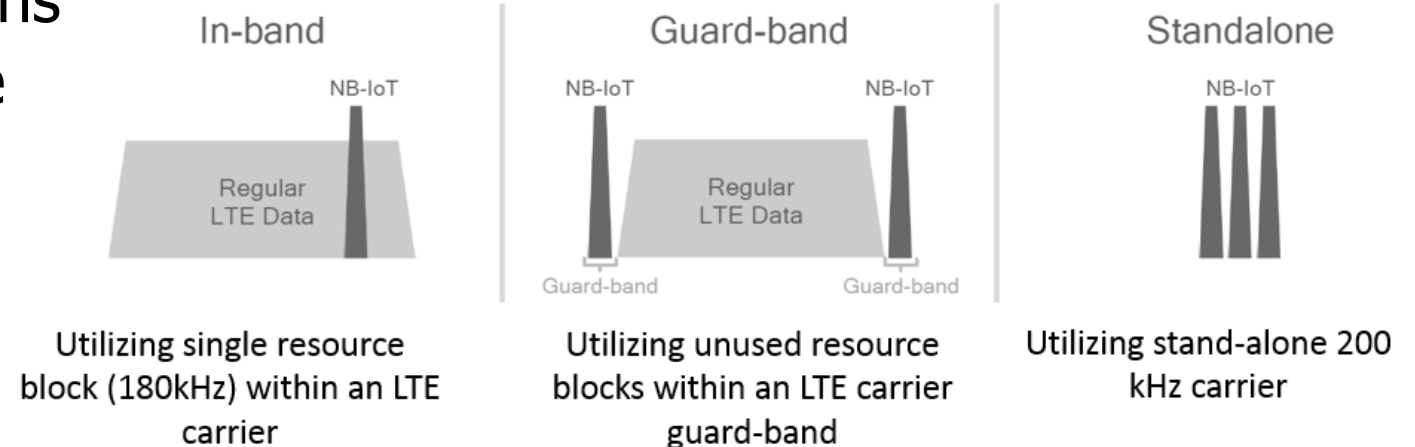 In-band
NB-IoT
Regular
LTE Data
Utilizing single resource
block (180kHz) within an LTE
carrier
Guard-band
NB-IoT
NB-IoT
Regular
LTE Data
Guard-band
Guard-band
Utilizing unused resource
blocks within an LTE carrier
guard-band
Standalone
NB-IoT
Utilizing stand-alone 200
kHz carrier